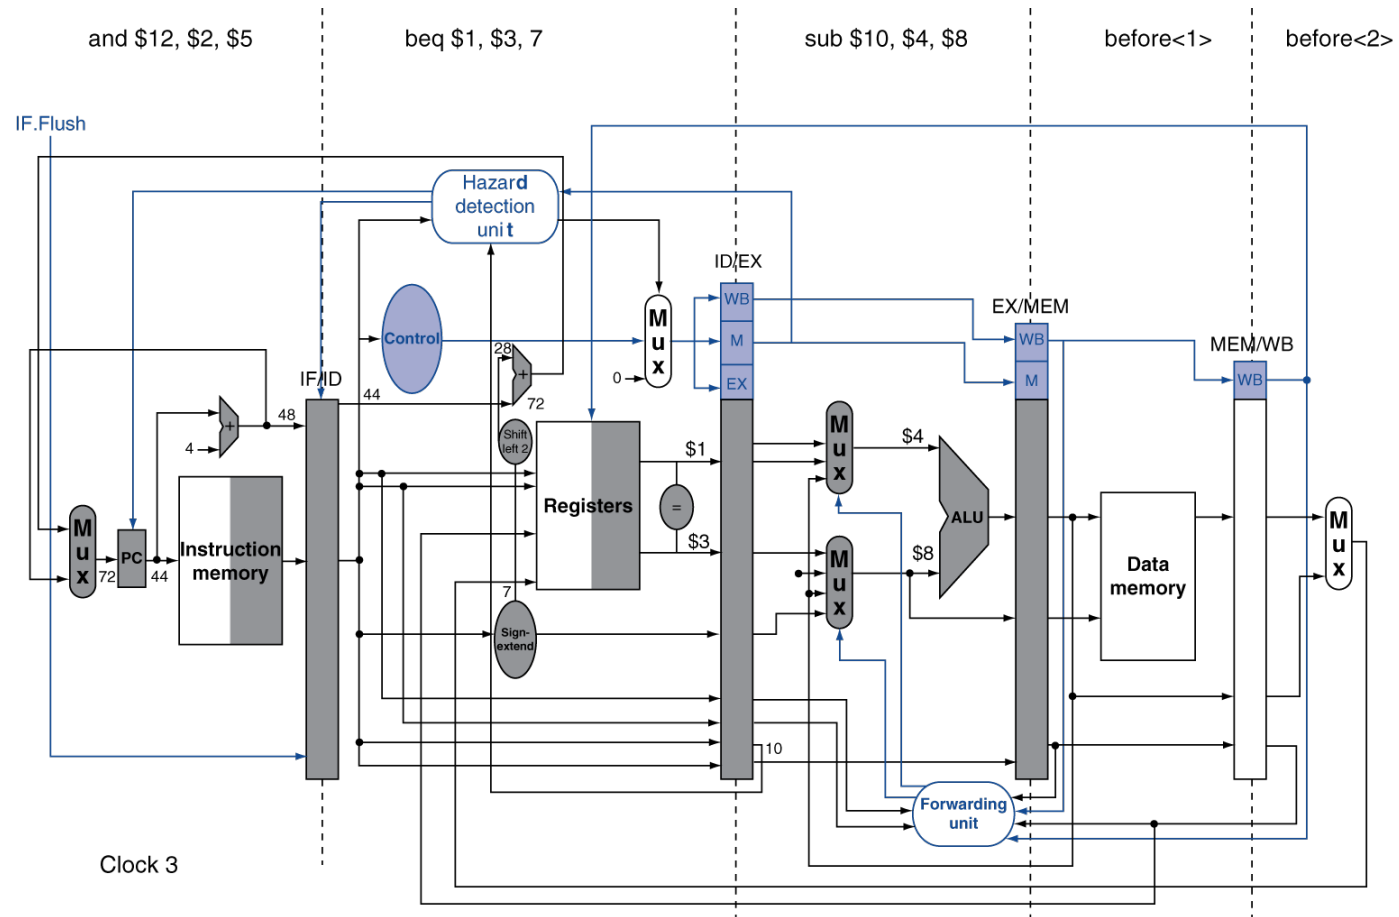 and $12, $2, $5
beq $1, $3, 7
sub $10, $4, $8
before<1>
before<2>
IF.Flush
Hazard
detection
unit
ID/EX
WB
M
EX
EX/MEM
WB
M
MEM/WB
WB
Control
M
u
x
0
28
+
72
IF/ID
44
48
+
4
Shift
left 2
Registers
$1
=
$3
M
u
x
$4
M
u
x
$8
ALU
M
u
x
72
PC
44
Instruction
memory
7
Sign-
extend
Data
memory
M
u
x
10
Forwarding
unit
Clock 3